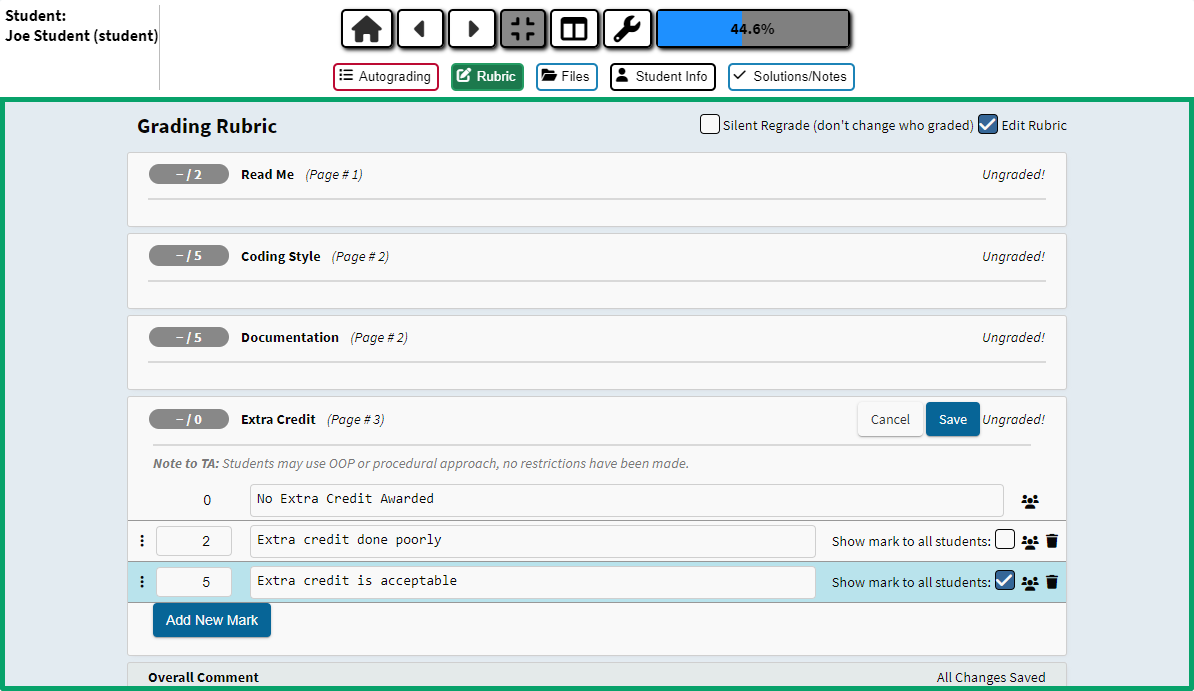 Student:
Joe Student (student)
44.6%
Autograding Rubric Files Student Info Solutions/Notes
Grading Rubric Silent Regrade (don't change who graded) Edit Rubric
– / 2 Read Me (Page # 1) Ungraded!
– / 5 Coding Style (Page # 2) Ungraded!
– / 5 Documentation (Page # 2) Ungraded!
– / 0 Extra Credit (Page # 3) Cancel Save Ungraded!
Note to TA: Students may use OOP or procedural approach, no restrictions have been made.
0 No Extra Credit Awarded
2 Extra credit done poorly Show mark to all students:
5 Extra credit is acceptable Show mark to all students:
Add New Mark
Overall Comment All Changes Saved